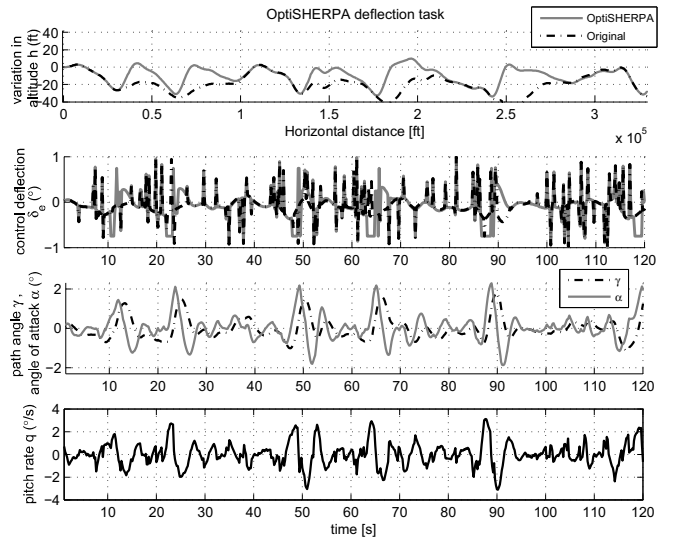 OptiSHERPA deflection task
OptiSHERPA
Original
variation in
altitude h (ft)
40
20
0
−20
−40
0 0.5 1 1.5 2 2.5 3
Horizontal distance [ft]
x 10^5
control deflection
δe (°)
1
0
−1
10 20 30 40 50 60 70 80 90 100 110 120
path angle γ ,
angle of attack α (°)
2
0
−2
γ
α
10 20 30 40 50 60 70 80 90 100 110 120
pitch rate q (°/s)
4
2
0
−2
−4
10 20 30 40 50 60 70 80 90 100 110 120
time [s]